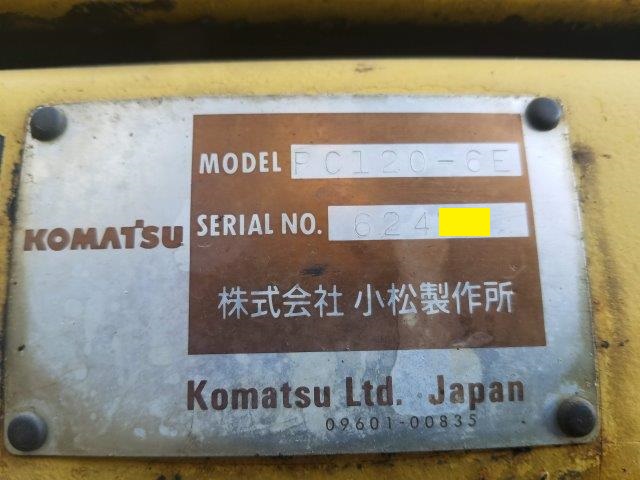 MODEL PC120-6E
KOMATSU
SERIAL NO. 624
株式会社 小松製作所
Komatsu Ltd. Japan
09601-00835